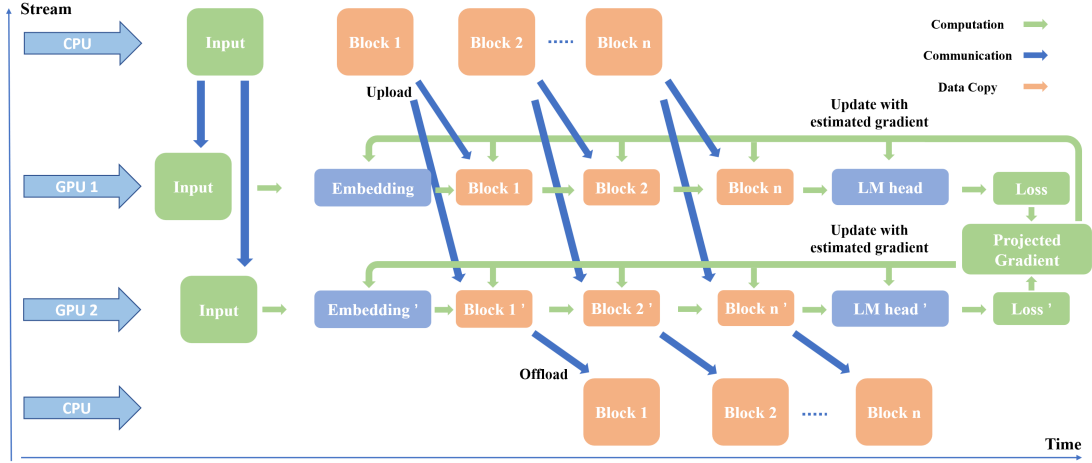 Stream
CPU
Input
Block 1
Block 2
Block n
Computation
Communication
Data Copy
Upload
Update with
estimated gradient
GPU 1
Input
Embedding
Block 1
Block 2
Block n
LM head
Loss
Update with
estimated gradient
Projected
Gradient
GPU 2
Input
Embedding '
Block 1 '
Block 2 '
Block n '
LM head '
Loss '
Offload
CPU
Block 1
Block 2
Block n
Time